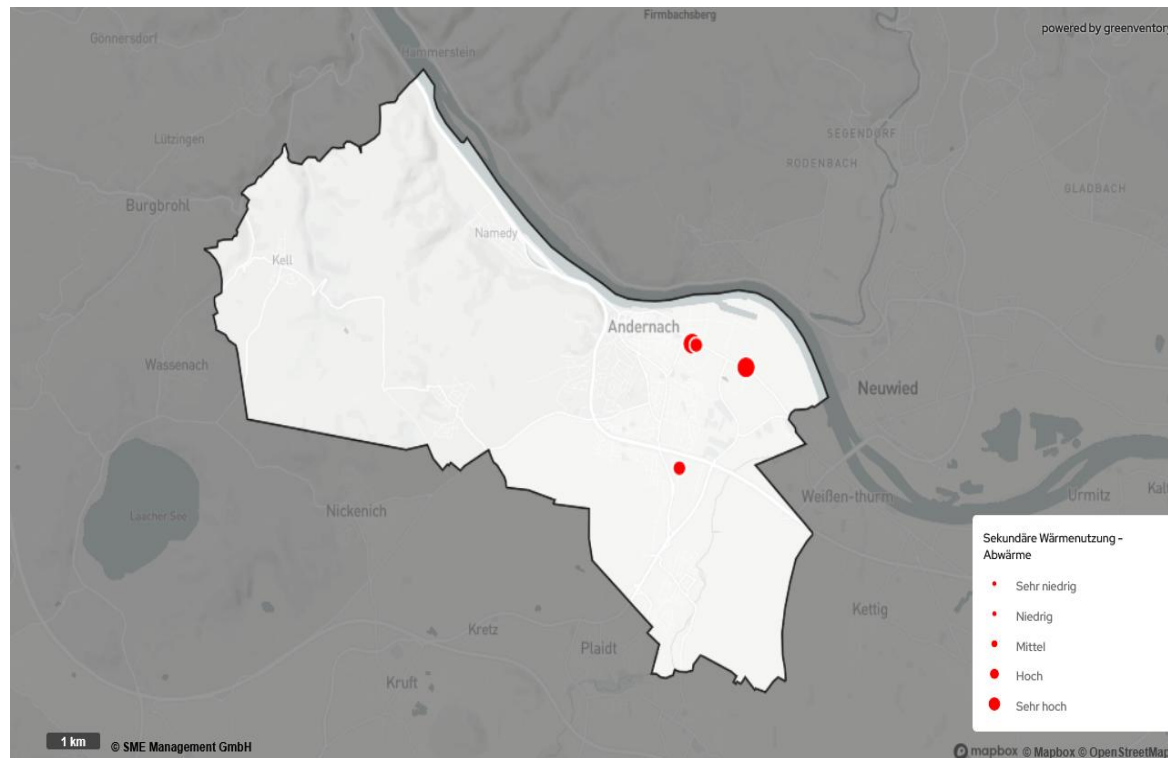 Firmbachsberg
powered by greenventory
Gönnersdorf
Hammerstein
Lützingen
SEGENDORF
RODENBACH
GLADBACH
Burgbrohl
Namedy
Kell
Andernach
Wassenach
Neuwied
Laacher See
Nickenich
Weißen-thurm
Urmitz
Kalt
Kretz
Plaidt
Kettig
Kruft
Sekundäre Wärmenutzung –
Abwärme
Sehr niedrig
Niedrig
Mittel
Hoch
Sehr hoch
1 km
© SME Management GmbH
mapbox © Mapbox © OpenStreetMap